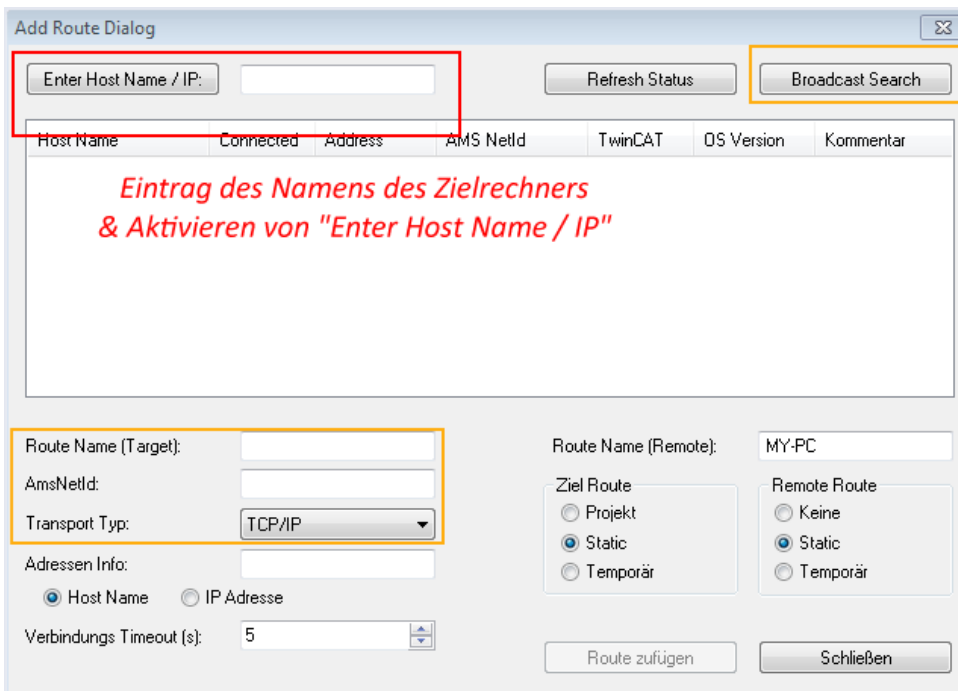 Add Route Dialog
Enter Host Name / IP:
Refresh Status
Broadcast Search
Host Name Connected Address AMS NetId TwinCAT OS Version Kommentar
Eintrag des Namens des Zielrechners
& Aktivieren von "Enter Host Name / IP"
Route Name (Target):
AmsNetId:
Transport Typ: TCP/IP
Adressen Info:
Host Name IP Adresse
Verbindungs Timeout (s): 5
Route Name (Remote): MY-PC
Ziel Route
Projekt
Static
Temporär
Remote Route
Keine
Static
Temporär
Route zufügen
Schließen